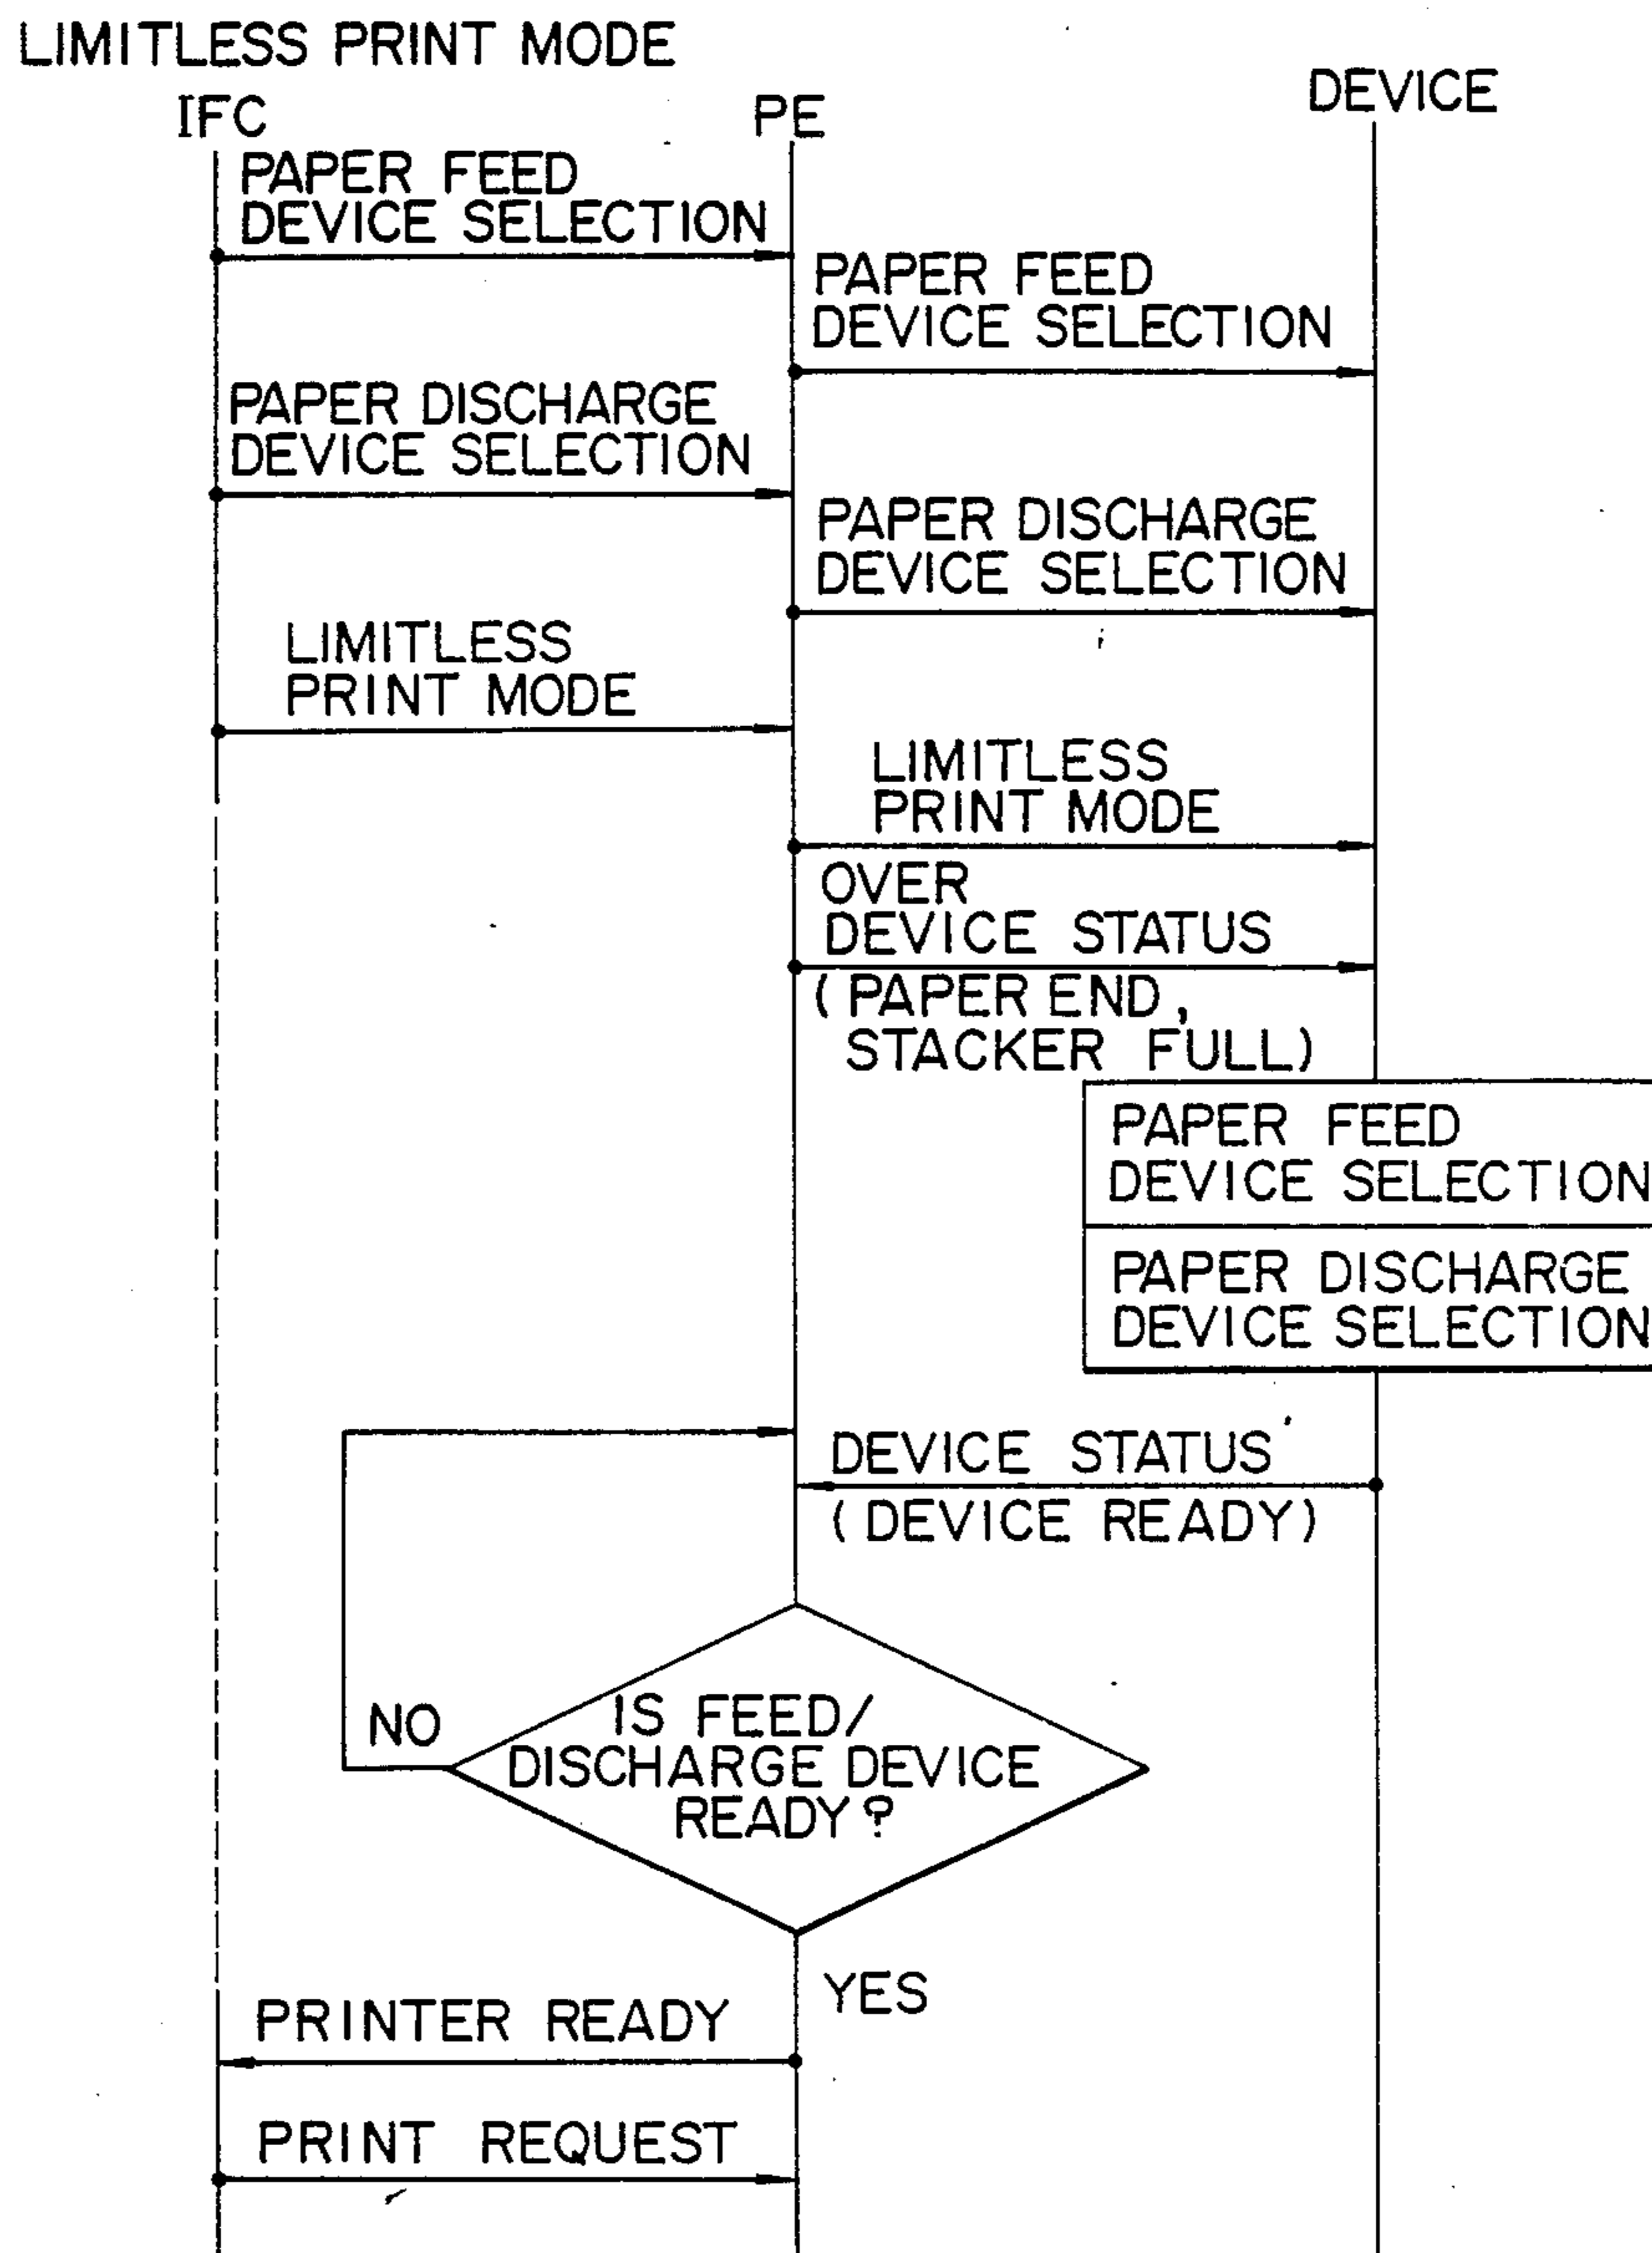 LIMITLESS PRINT MODE
IFC
PE
DEVICE
PAPER FEED
DEVICE SELECTION
PAPER FEED
DEVICE SELECTION
PAPER DISCHARGE
DEVICE SELECTION
PAPER DISCHARGE
DEVICE SELECTION
LIMITLESS
PRINT MODE
LIMITLESS
PRINT MODE
OVER
DEVICE STATUS
(PAPER END,
STACKER FULL)
PAPER FEED
DEVICE SELECTION
PAPER DISCHARGE
DEVICE SELECTION
DEVICE STATUS
(DEVICE READY)
NO
IS FEED/
DISCHARGE DEVICE
READY?
YES
PRINTER READY
PRINT REQUEST